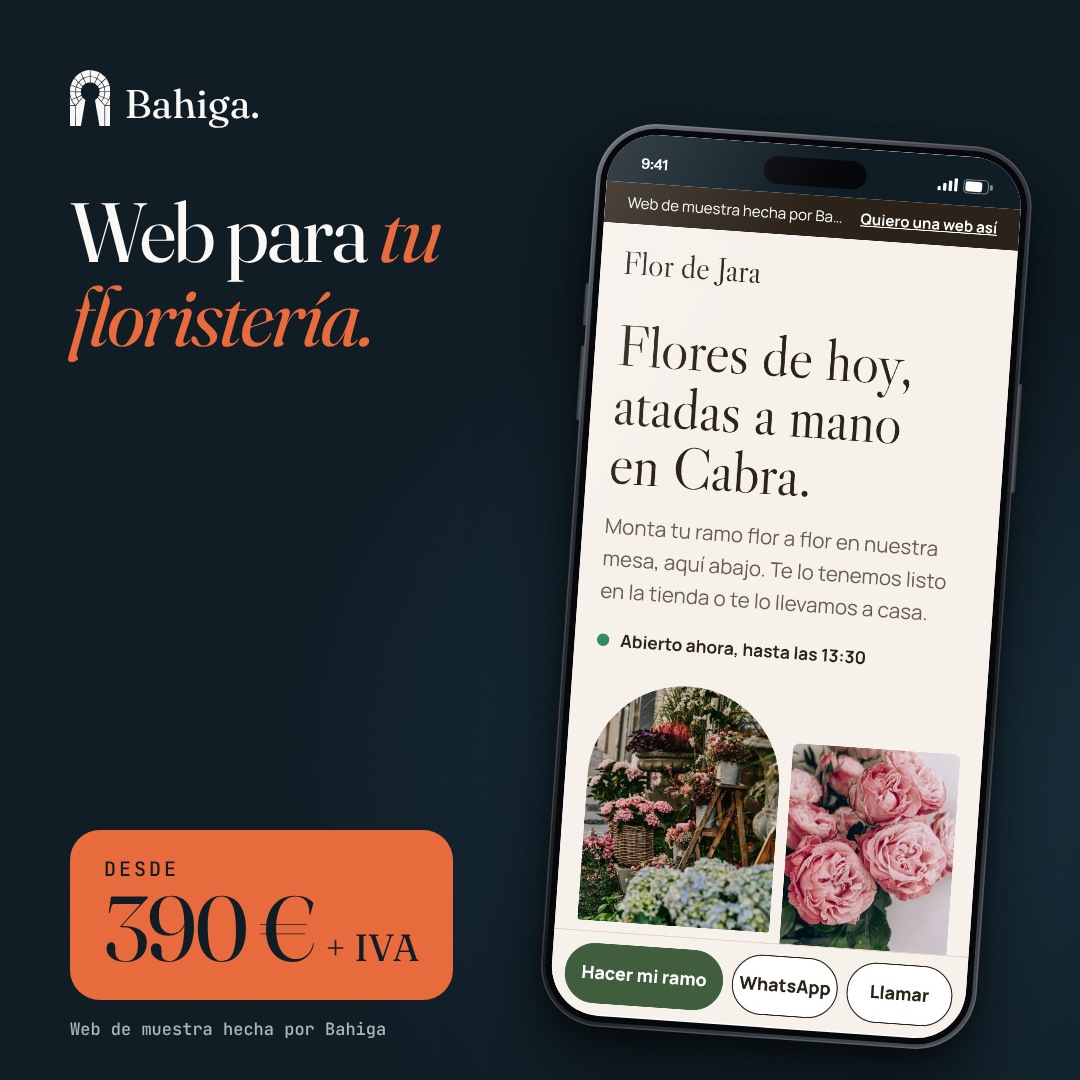 Bahiga.
Web para tu
floristería.
DESDE
390 € + IVA
Web de muestra hecha por Bahiga
9:41
Web de muestra hecha por Ba... Quiero una web así
Flor de Jara
Flores de hoy,
atadas a mano
en Cabra.
Monta tu ramo flor a flor en nuestra
mesa, aquí abajo. Te lo tenemos listo
en la tienda o te lo llevamos a casa.
Abierto ahora, hasta las 13:30
Hacer mi ramo
WhatsApp
Llamar